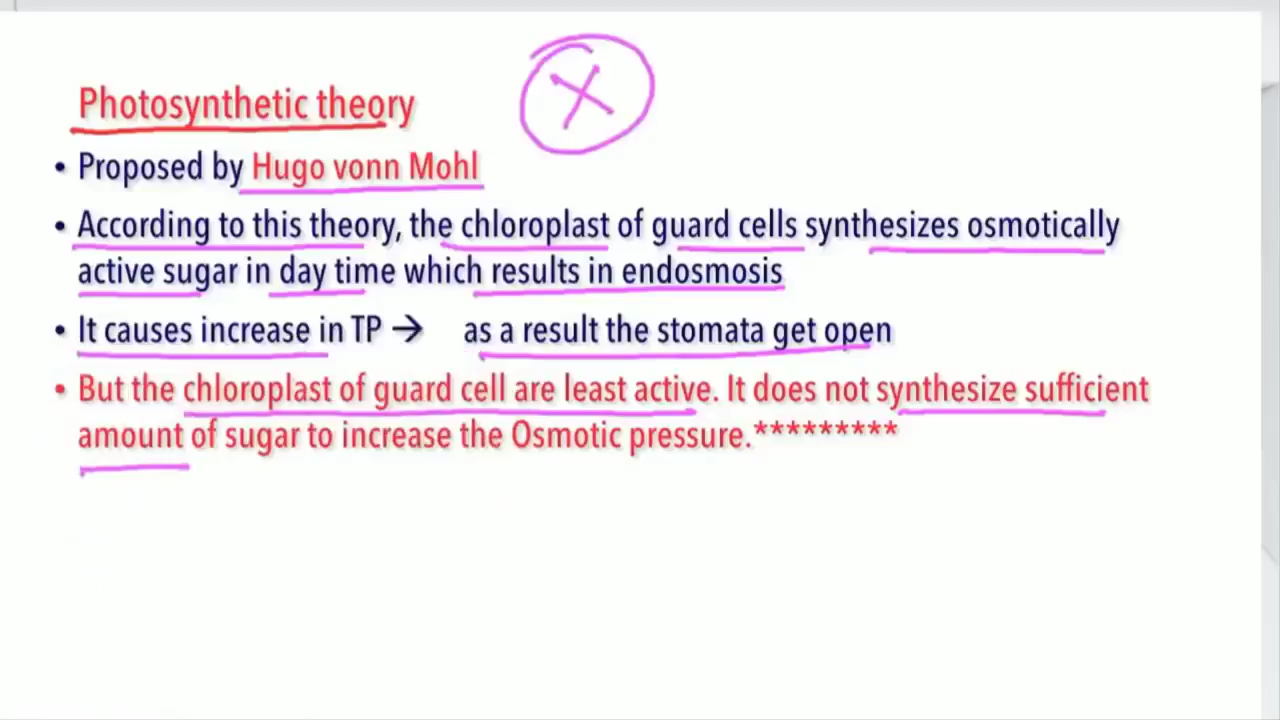 Photosynthetic theory
• Proposed by Hugo vonn Mohl
• According to this theory, the chloroplast of guard cells synthesizes osmotically
active sugar in day time which results in endosmosis
• It causes increase in TP → as a result the stomata get open
• But the chloroplast of guard cell are least active. It does not synthesize sufficient
amount of sugar to increase the Osmotic pressure.*********